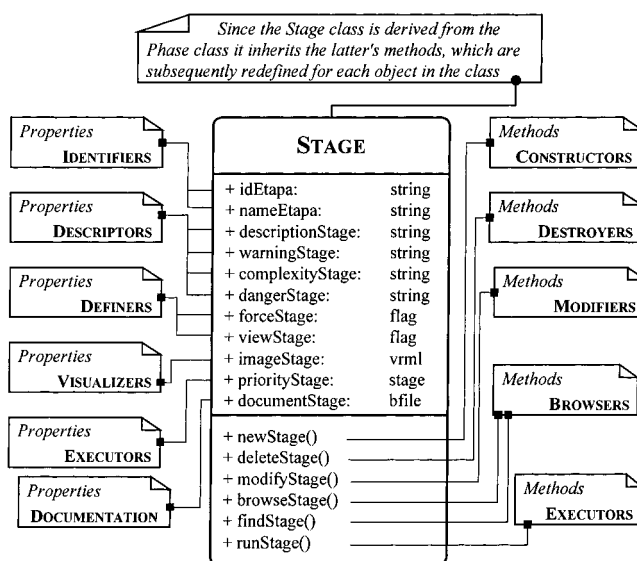 Since the Stage class is derived from the
Phase class it inherits the latter's methods, which are
subsequently redefined for each object in the class
STAGE
+ idEtapa: string
+ nameEtapa: string
+ descriptionStage: string
+ warningStage: string
+ complexityStage: string
+ dangerStage: string
+ forceStage: flag
+ viewStage: flag
+ imageStage: vrml
+ priorityStage: stage
+ documentStage: bfile
+ newStage()
+ deleteStage()
+ modifyStage()
+ browseStage()
+ findStage()
+ runStage()
Properties
IDENTIFIERS
Properties
DESCRIPTORS
Properties
DEFINERS
Properties
VISUALIZERS
Properties
EXECUTORS
Properties
DOCUMENTATION
Methods
CONSTRUCTORS
Methods
DESTROYERS
Methods
MODIFIERS
Methods
BROWSERS
Methods
EXECUTORS